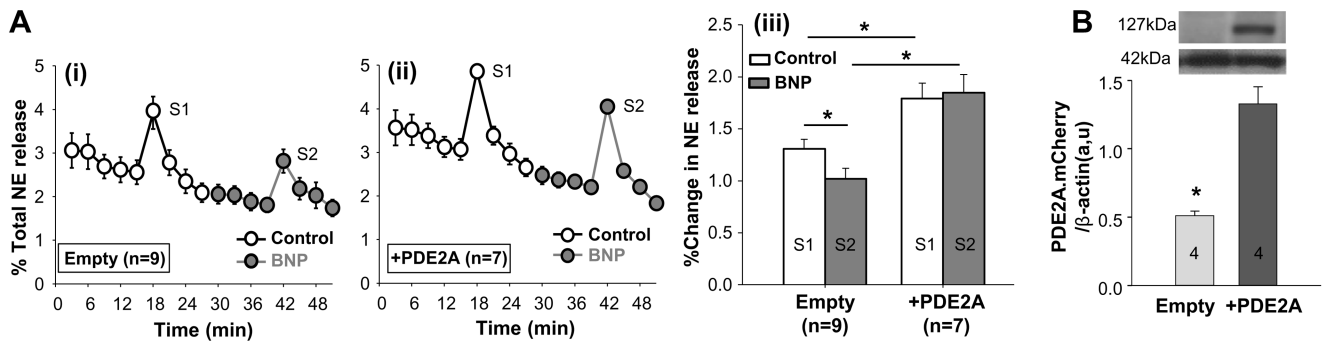 A
(i)
% Total NE release
5
4
3
2
1
0
S1
S2
Control
BNP
Empty (n=9)
0 6 12 18 24 30 36 42 48
Time (min)
(ii)
5
4
3
2
1
0
S1
S2
Control
BNP
+PDE2A (n=7)
0 6 12 18 24 30 36 42 48
Time (min)
(iii)
%Change in NE release
2.5
2.0
1.5
1.0
0.5
0.0
Control
BNP
*
*
*
S1 S2 S1 S2
Empty +PDE2A
(n=9) (n=7)
B
127kDa
42kDa
PDE2A.mCherry
/β-actin(a,u)
1.5
1.0
0.5
0.0
*
4 4
Empty +PDE2A